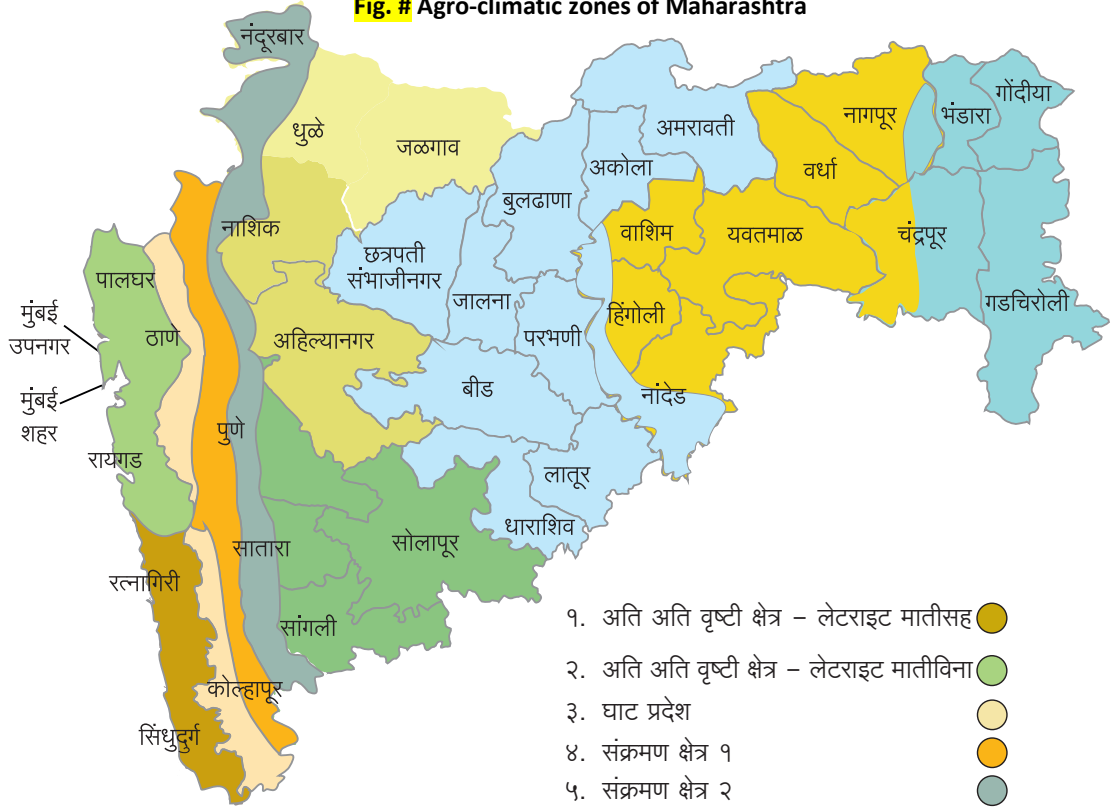 Fig. # Agro-climatic zones of Maharashtra
नंदूरबार
धुळे
जळगाव
नाशिक
बुलढाणा
अकोला
अमरावती
नागपूर
भंडारा
गोंदीया
वर्धा
वाशिम
यवतमाळ
चंद्रपूर
गडचिरोली
छत्रपती
संभाजीनगर
जालना
परभणी
हिंगोली
नांदेड
पालघर
ठाणे
मुंबई
उपनगर
मुंबई
शहर
रायगड
अहिल्यानगर
बीड
पुणे
लातूर
धाराशिव
सोलापूर
सातारा
सांगली
रत्नागिरी
कोल्हापूर
सिंधुदुर्ग
१. अति अति वृष्टी क्षेत्र – लेटराइट मातीसह
२. अति अति वृष्टी क्षेत्र – लेटराइट मातीविना
३. घाट प्रदेश
४. संक्रमण क्षेत्र १
५. संक्रमण क्षेत्र २